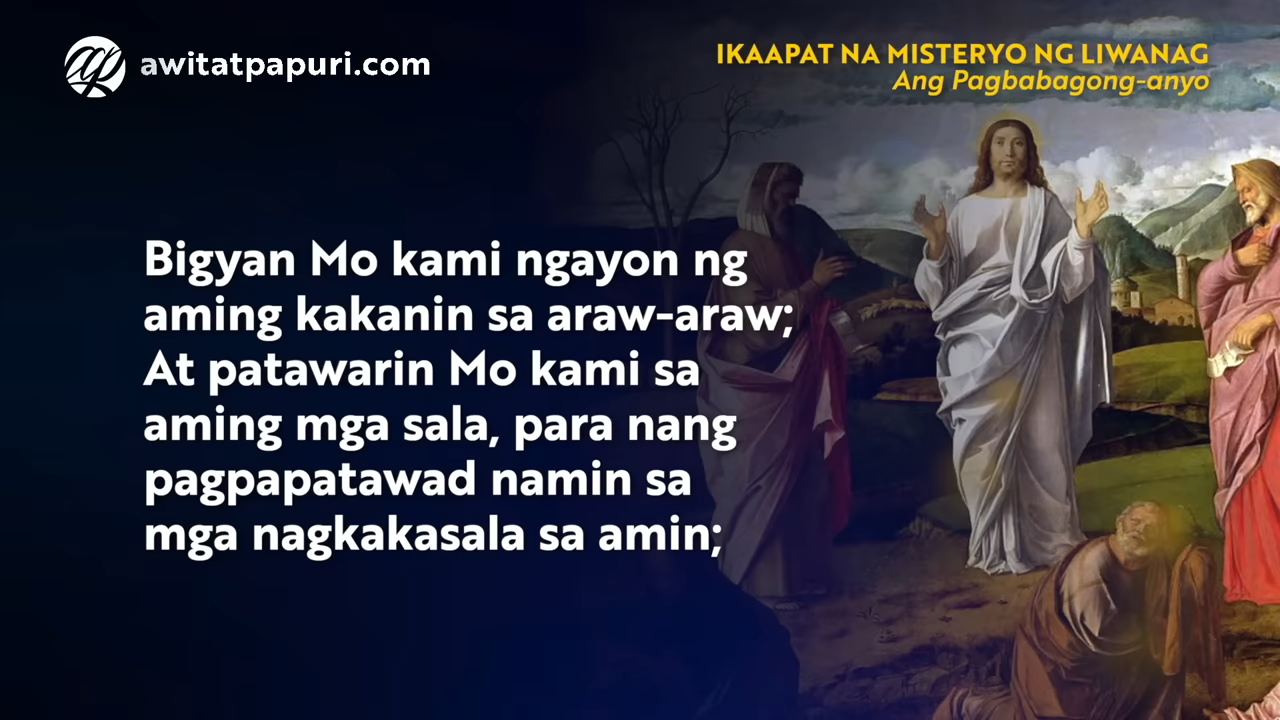 awitatpapuri.com
IKAAPAT NA MISTERYO NG LIWANAG
Ang Pagbabagong-anyo
Bigyan Mo kami ngayon ng
aming kakanin sa araw-araw;
At patawarin Mo kami sa
aming mga sala, para nang
pagpapatawad namin sa
mga nagkakasala sa amin;